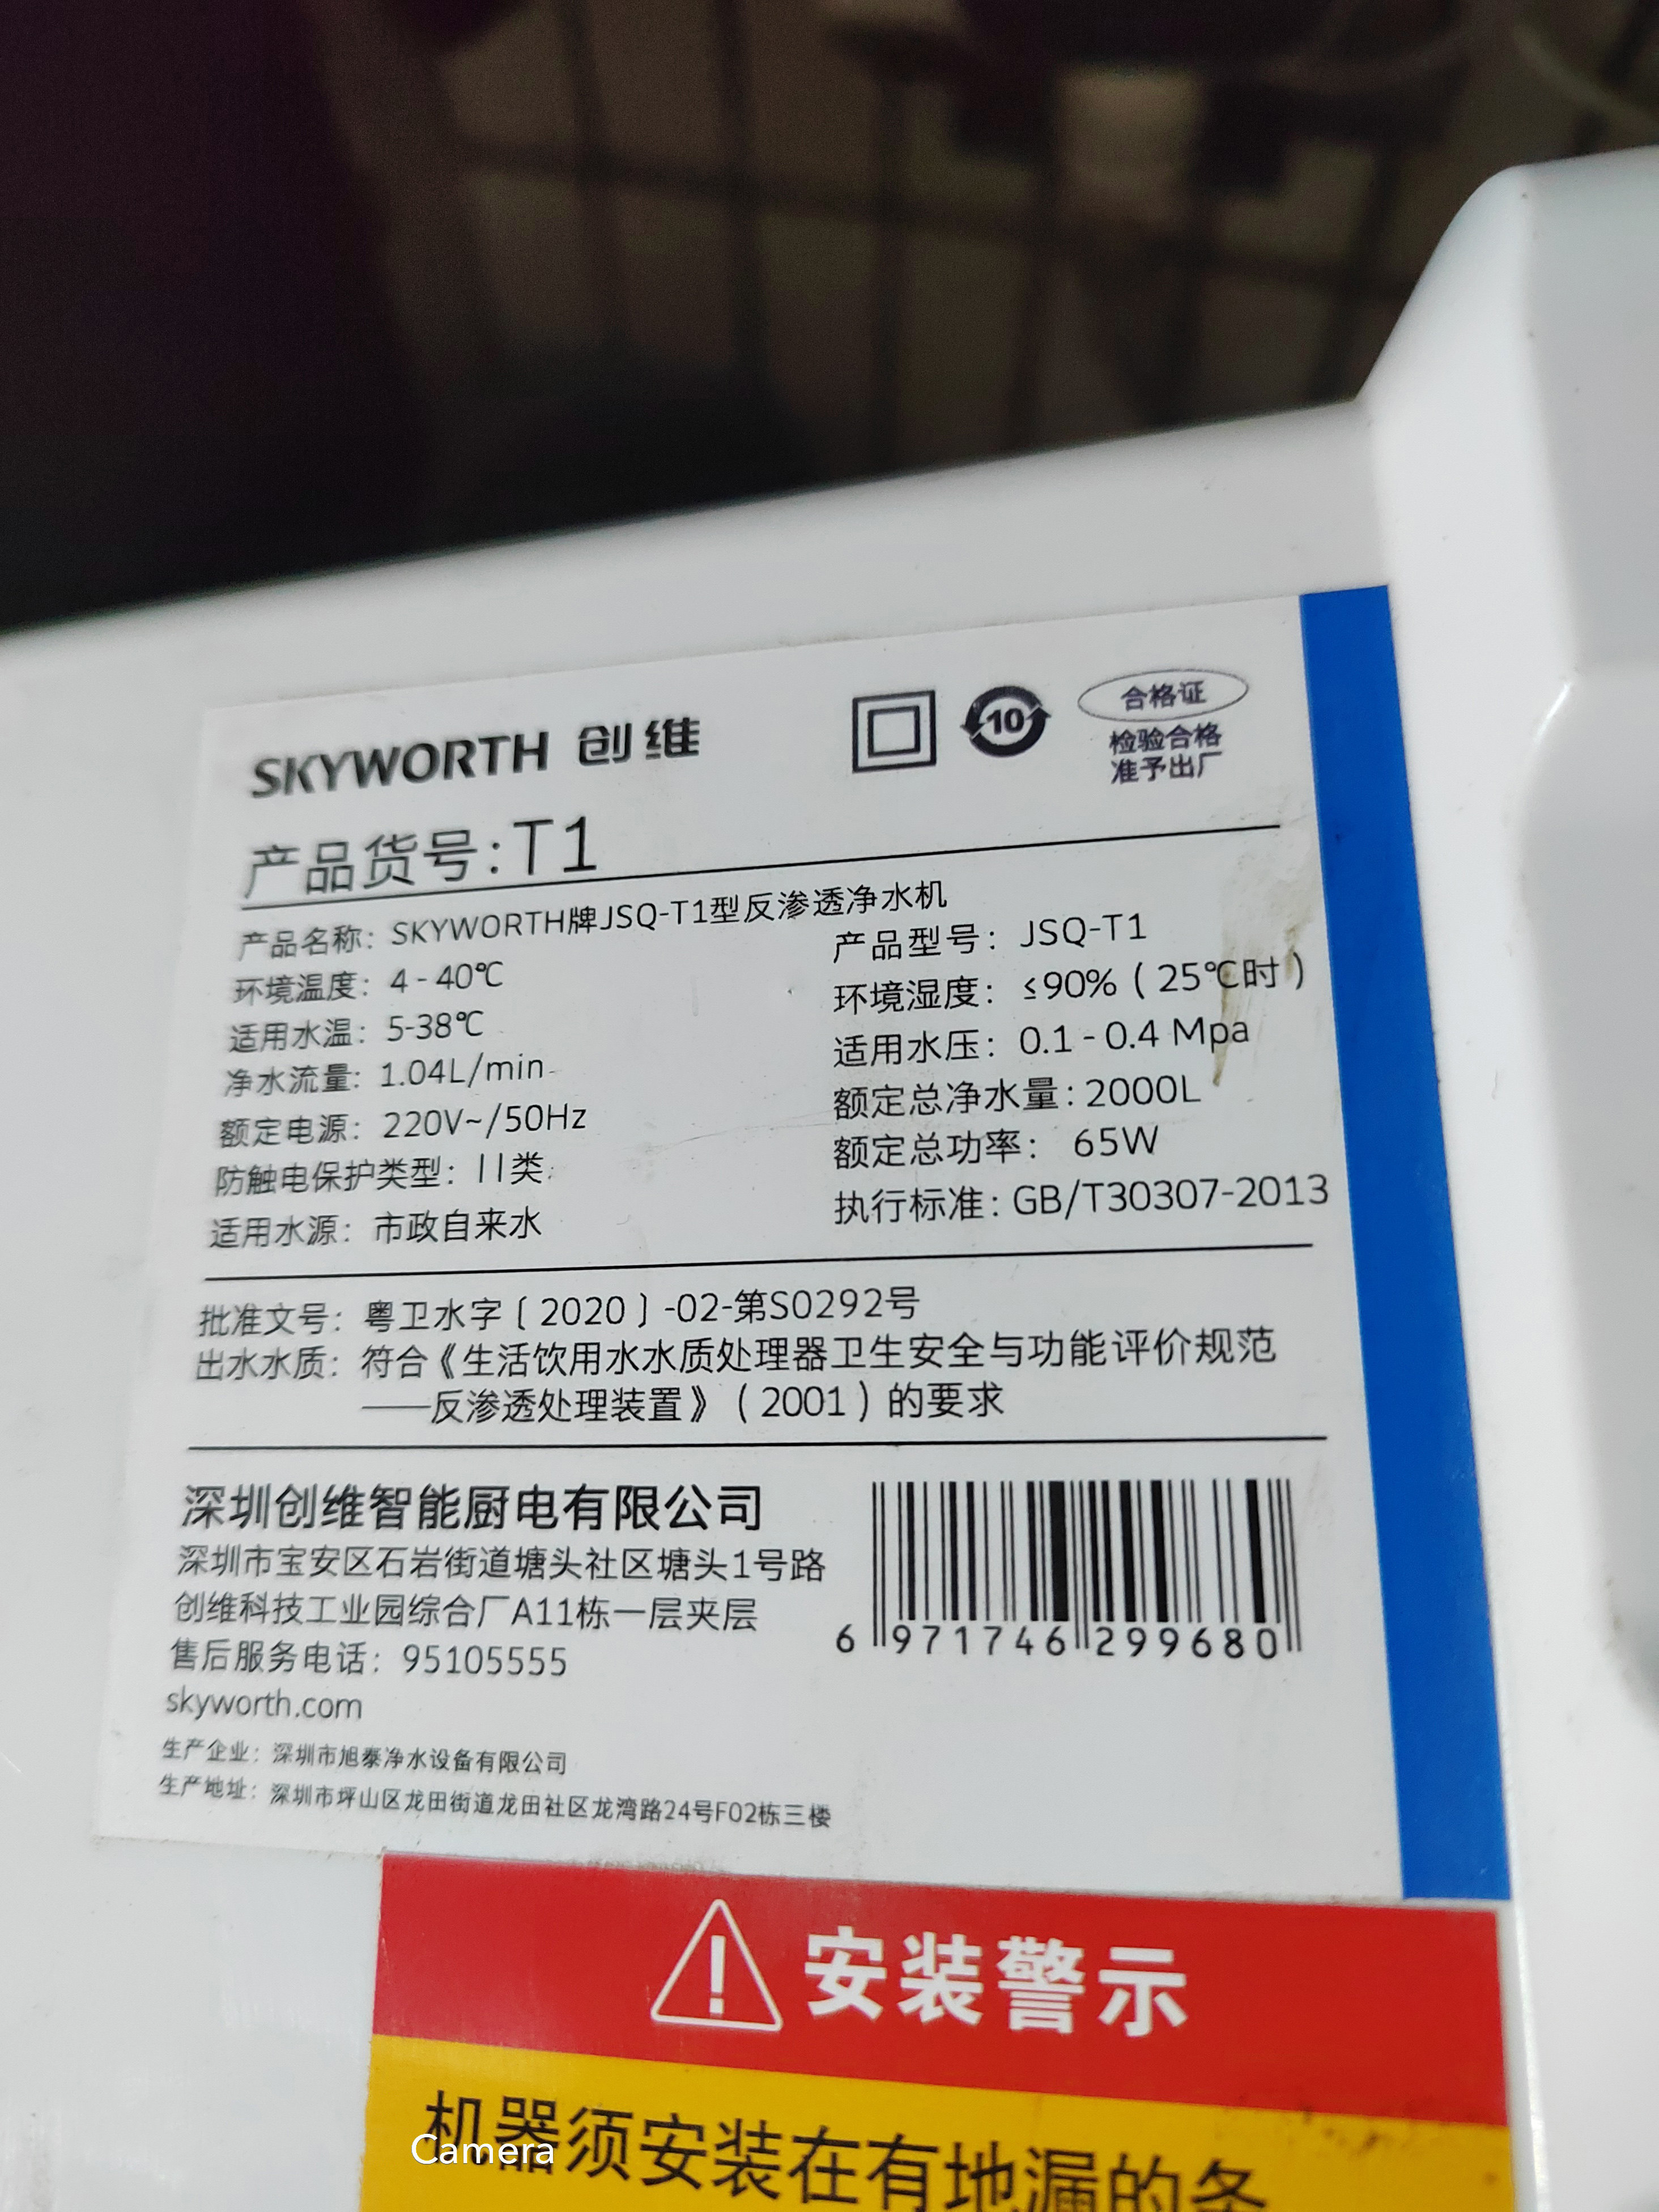 SKYWORTH 创维
10
合格证
检验合格
准予出厂
产品货号:T1
产品名称: SKYWORTH牌JSQ-T1型反渗透净水机
产品型号: JSQ-T1
环境温度: 4-40℃
环境湿度: ≤90%(25℃时)
适用水温: 5-38℃
适用水压: 0.1-0.4 Mpa
净水流量: 1.04L/min
额定总净水量: 2000L
额定电源: 220V~/50Hz
额定总功率: 65W
防触电保护类型: II类
执行标准: GB/T30307-2013
适用水源: 市政自来水
批准文号: 粤卫水字〔2020〕-02-第S0292号
出水水质: 符合《生活饮用水水质处理器卫生安全与功能评价规范
——反渗透处理装置》(2001)的要求
深圳创维智能厨电有限公司
深圳市宝安区石岩街道塘头社区塘头1号路
创维科技工业园综合厂A11栋一层夹层
售后服务电话: 95105555
skyworth.com
6 971746 299680
生产企业: 深圳市旭泰净水设备有限公司
生产地址: 深圳市坪山区龙田街道龙田社区龙湾路24号F02栋三楼
安装警示
机器须安装在有地漏的条
Camera